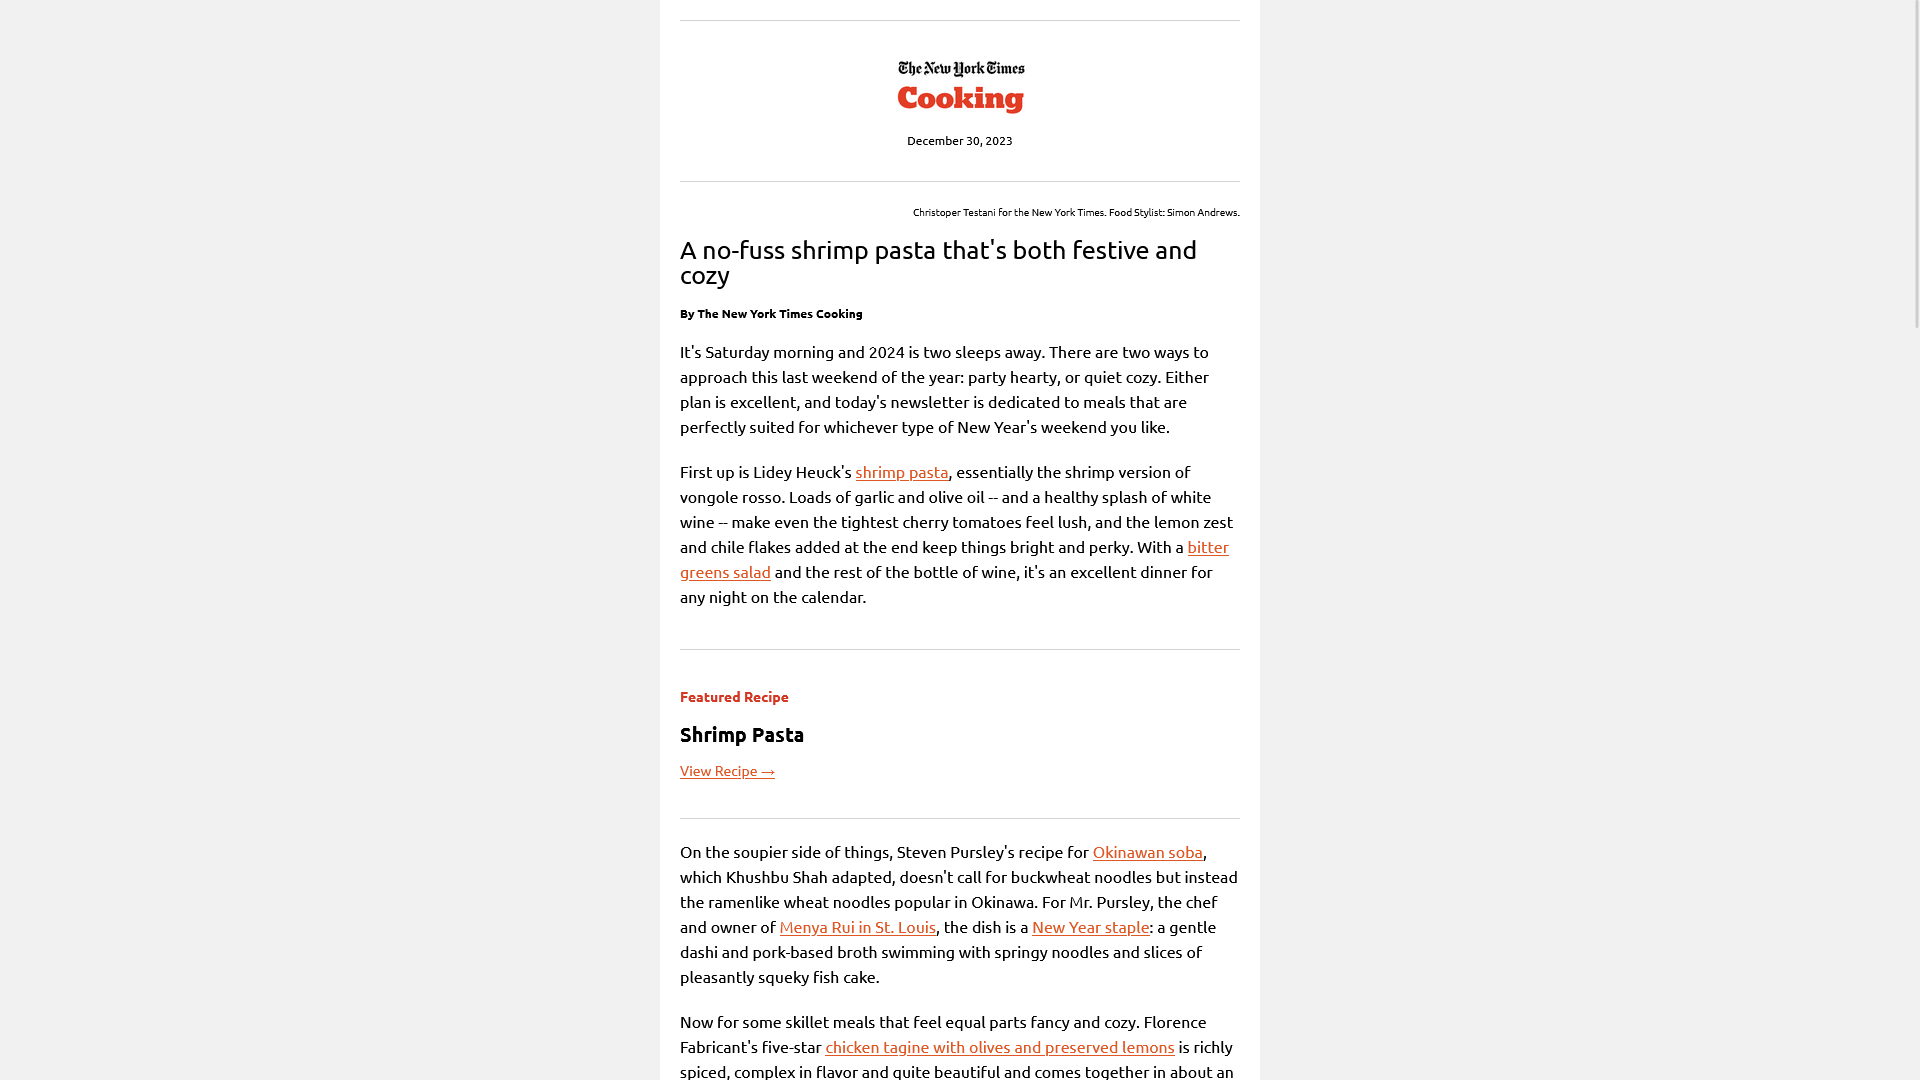 The New York Times
Cooking
December 30, 2023
Christoper Testani for the New York Times. Food Stylist: Simon Andrews.
A no-fuss shrimp pasta that's both festive and
cozy
By The New York Times Cooking
It's Saturday morning and 2024 is two sleeps away. There are two ways to
approach this last weekend of the year: party hearty, or quiet cozy. Either
plan is excellent, and today's newsletter is dedicated to meals that are
perfectly suited for whichever type of New Year's weekend you like.
First up is Lidey Heuck's shrimp pasta, essentially the shrimp version of
vongole rosso. Loads of garlic and olive oil -- and a healthy splash of white
wine -- make even the tightest cherry tomatoes feel lush, and the lemon zest
and chile flakes added at the end keep things bright and perky. With a bitter
greens salad and the rest of the bottle of wine, it's an excellent dinner for
any night on the calendar.
Featured Recipe
Shrimp Pasta
View Recipe →
On the soupier side of things, Steven Pursley's recipe for Okinawan soba,
which Khushbu Shah adapted, doesn't call for buckwheat noodles but instead
the ramenlike wheat noodles popular in Okinawa. For Mr. Pursley, the chef
and owner of Menya Rui in St. Louis, the dish is a New Year staple: a gentle
dashi and pork-based broth swimming with springy noodles and slices of
pleasantly squeky fish cake.
Now for some skillet meals that feel equal parts fancy and cozy. Florence
Fabricant's five-star chicken tagine with olives and preserved lemons is richly
spiced, complex in flavor and quite beautiful and comes together in about an